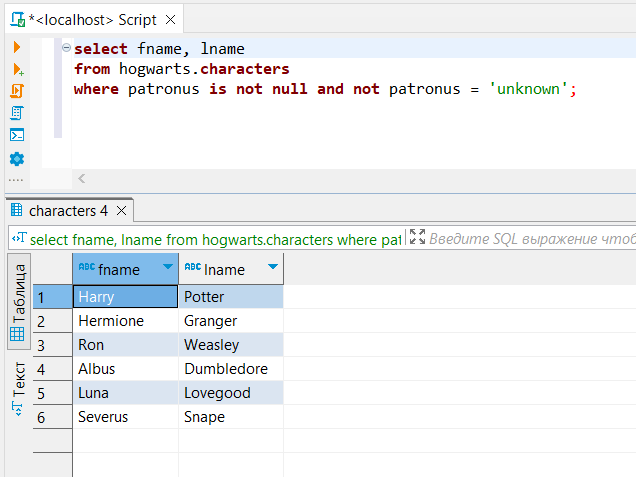 *<localhost> Script
select fname, lname
from hogwarts.characters
where patronus is not null and not patronus = 'unknown';
characters 4
select fname, lname from hogwarts.characters where pat
Введите SQL выражение чтоб
Таблица
Текст
ABC fname ABC lname
1 Harry Potter
2 Hermione Granger
3 Ron Weasley
4 Albus Dumbledore
5 Luna Lovegood
6 Severus Snape